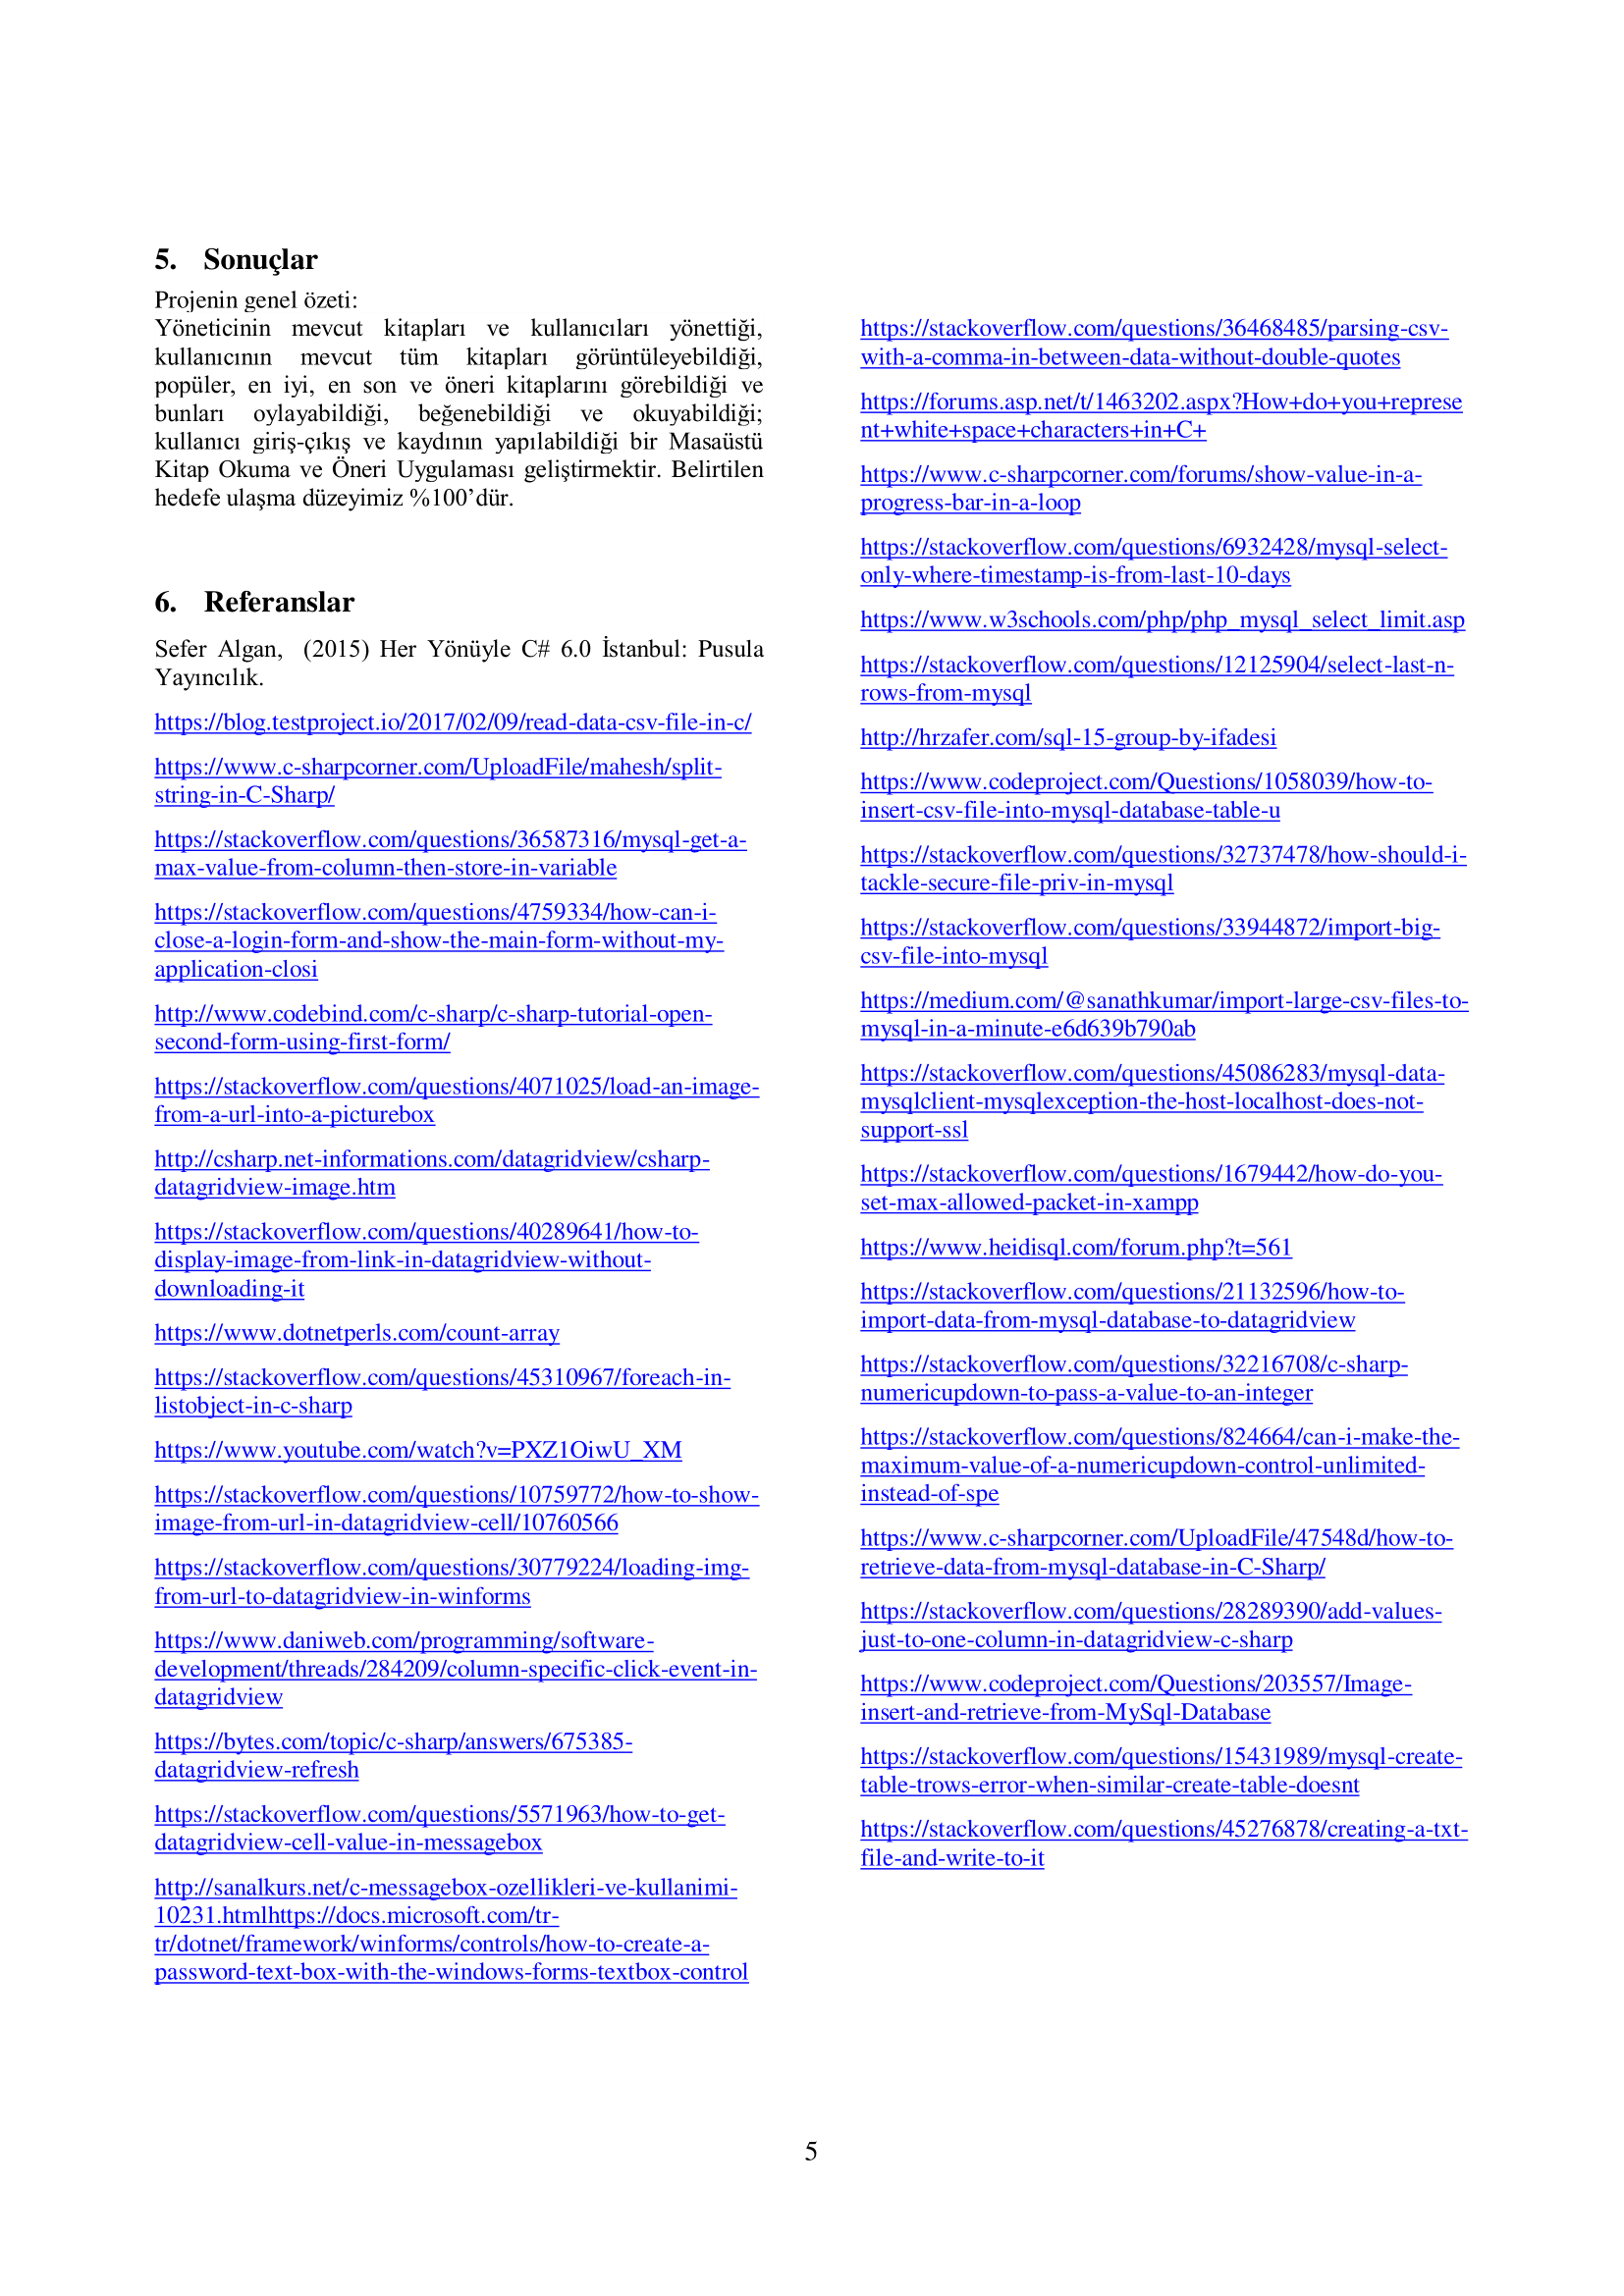 5. Sonuçlar
Projenin genel özeti:
Yöneticinin mevcut kitapları ve kullanıcıları yönettiği,
kullanıcının mevcut tüm kitapları görüntüleyebildiği,
popüler, en iyi, en son ve öneri kitaplarını görebildiği ve
bunları oylayabildiği, beğenebildiği ve okuyabildiği;
kullanıcı giriş-çıkış ve kaydının yapılabildiği bir Masaüstü
Kitap Okuma ve Öneri Uygulaması geliştirmektir. Belirtilen
hedefe ulaşma düzeyimiz %100’dür.
6. Referanslar
Sefer Algan, (2015) Her Yönüyle C# 6.0 İstanbul: Pusula
Yayıncılık.
https://blog.testproject.io/2017/02/09/read-data-csv-file-in-c/
https://www.c-sharpcorner.com/UploadFile/mahesh/split-
string-in-C-Sharp/
https://stackoverflow.com/questions/36587316/mysql-get-a-
max-value-from-column-then-store-in-variable
https://stackoverflow.com/questions/4759334/how-can-i-
close-a-login-form-and-show-the-main-form-without-my-
application-closi
http://www.codebind.com/c-sharp/c-sharp-tutorial-open-
second-form-using-first-form/
https://stackoverflow.com/questions/4071025/load-an-image-
from-a-url-into-a-picturebox
http://csharp.net-informations.com/datagridview/csharp-
datagridview-image.htm
https://stackoverflow.com/questions/40289641/how-to-
display-image-from-link-in-datagridview-without-
downloading-it
https://www.dotnetperls.com/count-array
https://stackoverflow.com/questions/45310967/foreach-in-
listobject-in-c-sharp
https://www.youtube.com/watch?v=PXZ1OiwU_XM
https://stackoverflow.com/questions/10759772/how-to-show-
image-from-url-in-datagridview-cell/10760566
https://stackoverflow.com/questions/30779224/loading-img-
from-url-to-datagridview-in-winforms
https://www.daniweb.com/programming/software-
development/threads/284209/column-specific-click-event-in-
datagridview
https://bytes.com/topic/c-sharp/answers/675385-
datagridview-refresh
https://stackoverflow.com/questions/5571963/how-to-get-
datagridview-cell-value-in-messagebox
http://sanalkurs.net/c-messagebox-ozellikleri-ve-kullanimi-
10231.htmlhttps://docs.microsoft.com/tr-
tr/dotnet/framework/winforms/controls/how-to-create-a-
password-text-box-with-the-windows-forms-textbox-control
https://stackoverflow.com/questions/36468485/parsing-csv-
with-a-comma-in-between-data-without-double-quotes
https://forums.asp.net/t/1463202.aspx?How+do+you+represe
nt+white+space+characters+in+C+
https://www.c-sharpcorner.com/forums/show-value-in-a-
progress-bar-in-a-loop
https://stackoverflow.com/questions/6932428/mysql-select-
only-where-timestamp-is-from-last-10-days
https://www.w3schools.com/php/php_mysql_select_limit.asp
https://stackoverflow.com/questions/12125904/select-last-n-
rows-from-mysql
http://hrzafer.com/sql-15-group-by-ifadesi
https://www.codeproject.com/Questions/1058039/how-to-
insert-csv-file-into-mysql-database-table-u
https://stackoverflow.com/questions/32737478/how-should-i-
tackle-secure-file-priv-in-mysql
https://stackoverflow.com/questions/33944872/import-big-
csv-file-into-mysql
https://medium.com/@sanathkumar/import-large-csv-files-to-
mysql-in-a-minute-e6d639b790ab
https://stackoverflow.com/questions/45086283/mysql-data-
mysqlclient-mysqlexception-the-host-localhost-does-not-
support-ssl
https://stackoverflow.com/questions/1679442/how-do-you-
set-max-allowed-packet-in-xampp
https://www.heidisql.com/forum.php?t=561
https://stackoverflow.com/questions/21132596/how-to-
import-data-from-mysql-database-to-datagridview
https://stackoverflow.com/questions/32216708/c-sharp-
numericupdown-to-pass-a-value-to-an-integer
https://stackoverflow.com/questions/824664/can-i-make-the-
maximum-value-of-a-numericupdown-control-unlimited-
instead-of-spe
https://www.c-sharpcorner.com/UploadFile/47548d/how-to-
retrieve-data-from-mysql-database-in-C-Sharp/
https://stackoverflow.com/questions/28289390/add-values-
just-to-one-column-in-datagridview-c-sharp
https://www.codeproject.com/Questions/203557/Image-
insert-and-retrieve-from-MySql-Database
https://stackoverflow.com/questions/15431989/mysql-create-
table-trows-error-when-similar-create-table-doesnt
https://stackoverflow.com/questions/45276878/creating-a-txt-
file-and-write-to-it
5